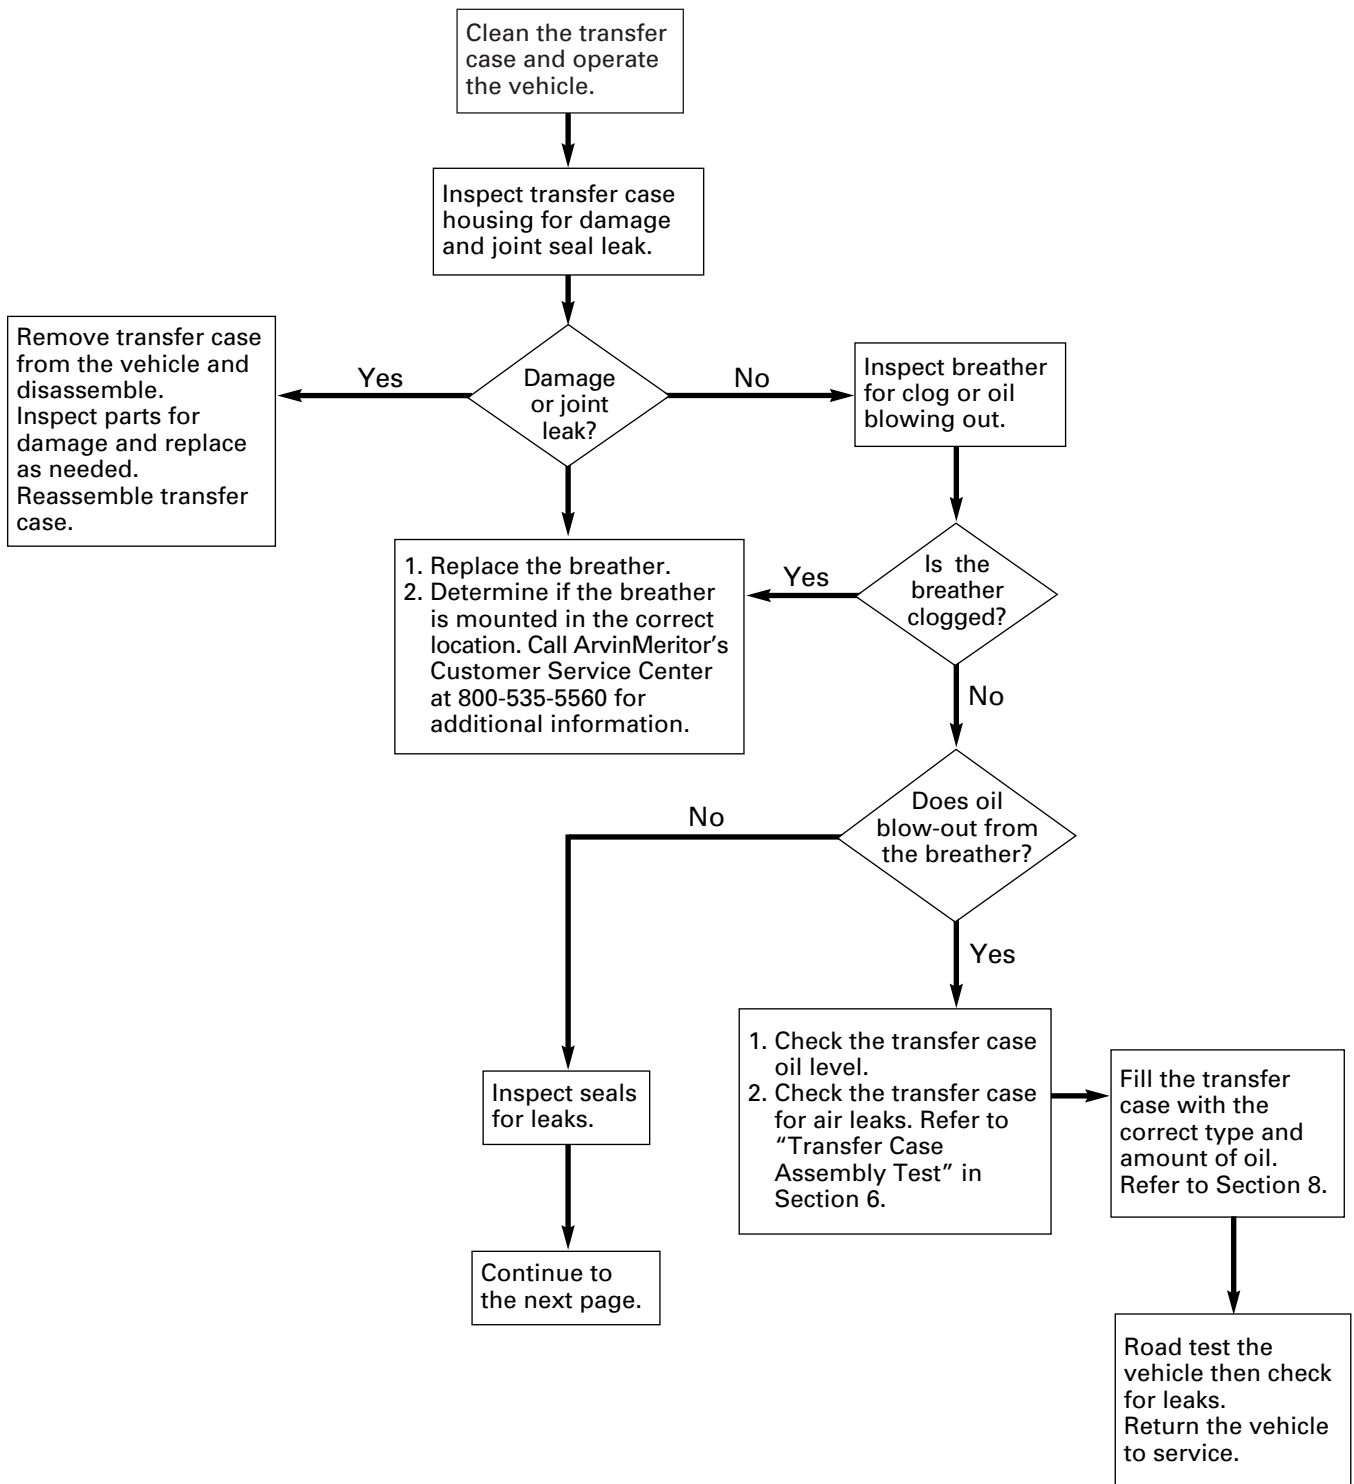 Clean the transfer
case and operate
the vehicle.
Inspect transfer case
housing for damage
and joint seal leak.
Remove transfer case
from the vehicle and
disassemble.
Inspect parts for
damage and replace
as needed.
Reassemble transfer
case.
Yes
Damage
or joint
leak?
No
Inspect breather
for clog or oil
blowing out.
1. Replace the breather.
2. Determine if the breather
is mounted in the correct
location. Call ArvinMeritor’s
Customer Service Center
at 800-535-5560 for
additional information.
Yes
Is the
breather
clogged?
No
Does oil
blow-out from
the breather?
No
Yes
Inspect seals
for leaks.
Continue to
the next page.
1. Check the transfer case
oil level.
2. Check the transfer case
for air leaks. Refer to
“Transfer Case
Assembly Test” in
Section 6.
Fill the transfer
case with the
correct type and
amount of oil.
Refer to Section 8.
Road test the
vehicle then check
for leaks.
Return the vehicle
to service.